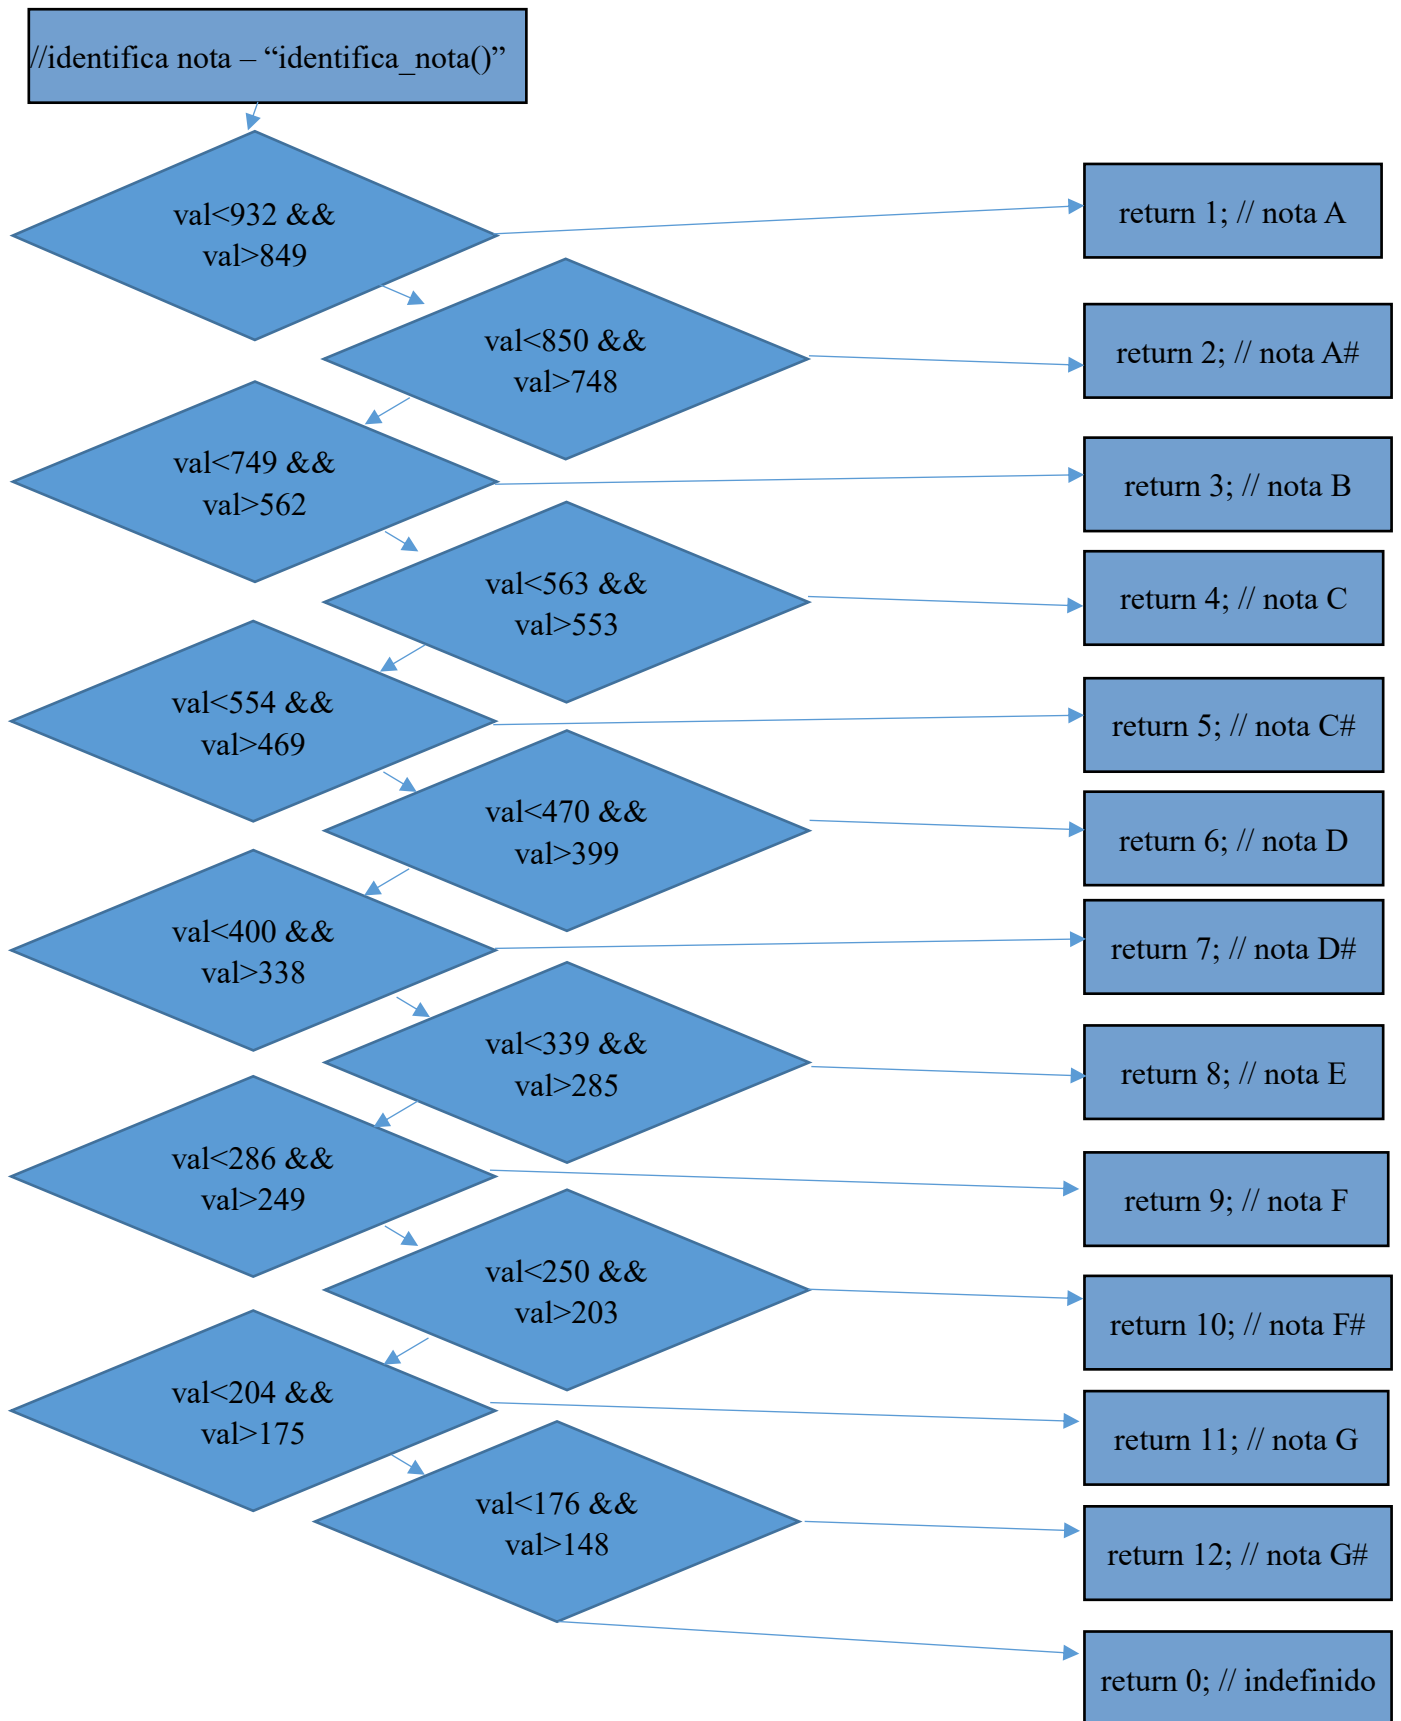 //identifica nota – “identifica_nota()”
val<932 &&
val>849
return 1; // nota A
val<850 &&
val>748
return 2; // nota A#
val<749 &&
val>562
return 3; // nota B
val<563 &&
val>553
return 4; // nota C
val<554 &&
val>469
return 5; // nota C#
val<470 &&
val>399
return 6; // nota D
val<400 &&
val>338
return 7; // nota D#
val<339 &&
val>285
return 8; // nota E
val<286 &&
val>249
return 9; // nota F
val<250 &&
val>203
return 10; // nota F#
val<204 &&
val>175
return 11; // nota G
val<176 &&
val>148
return 12; // nota G#
return 0; // indefinido